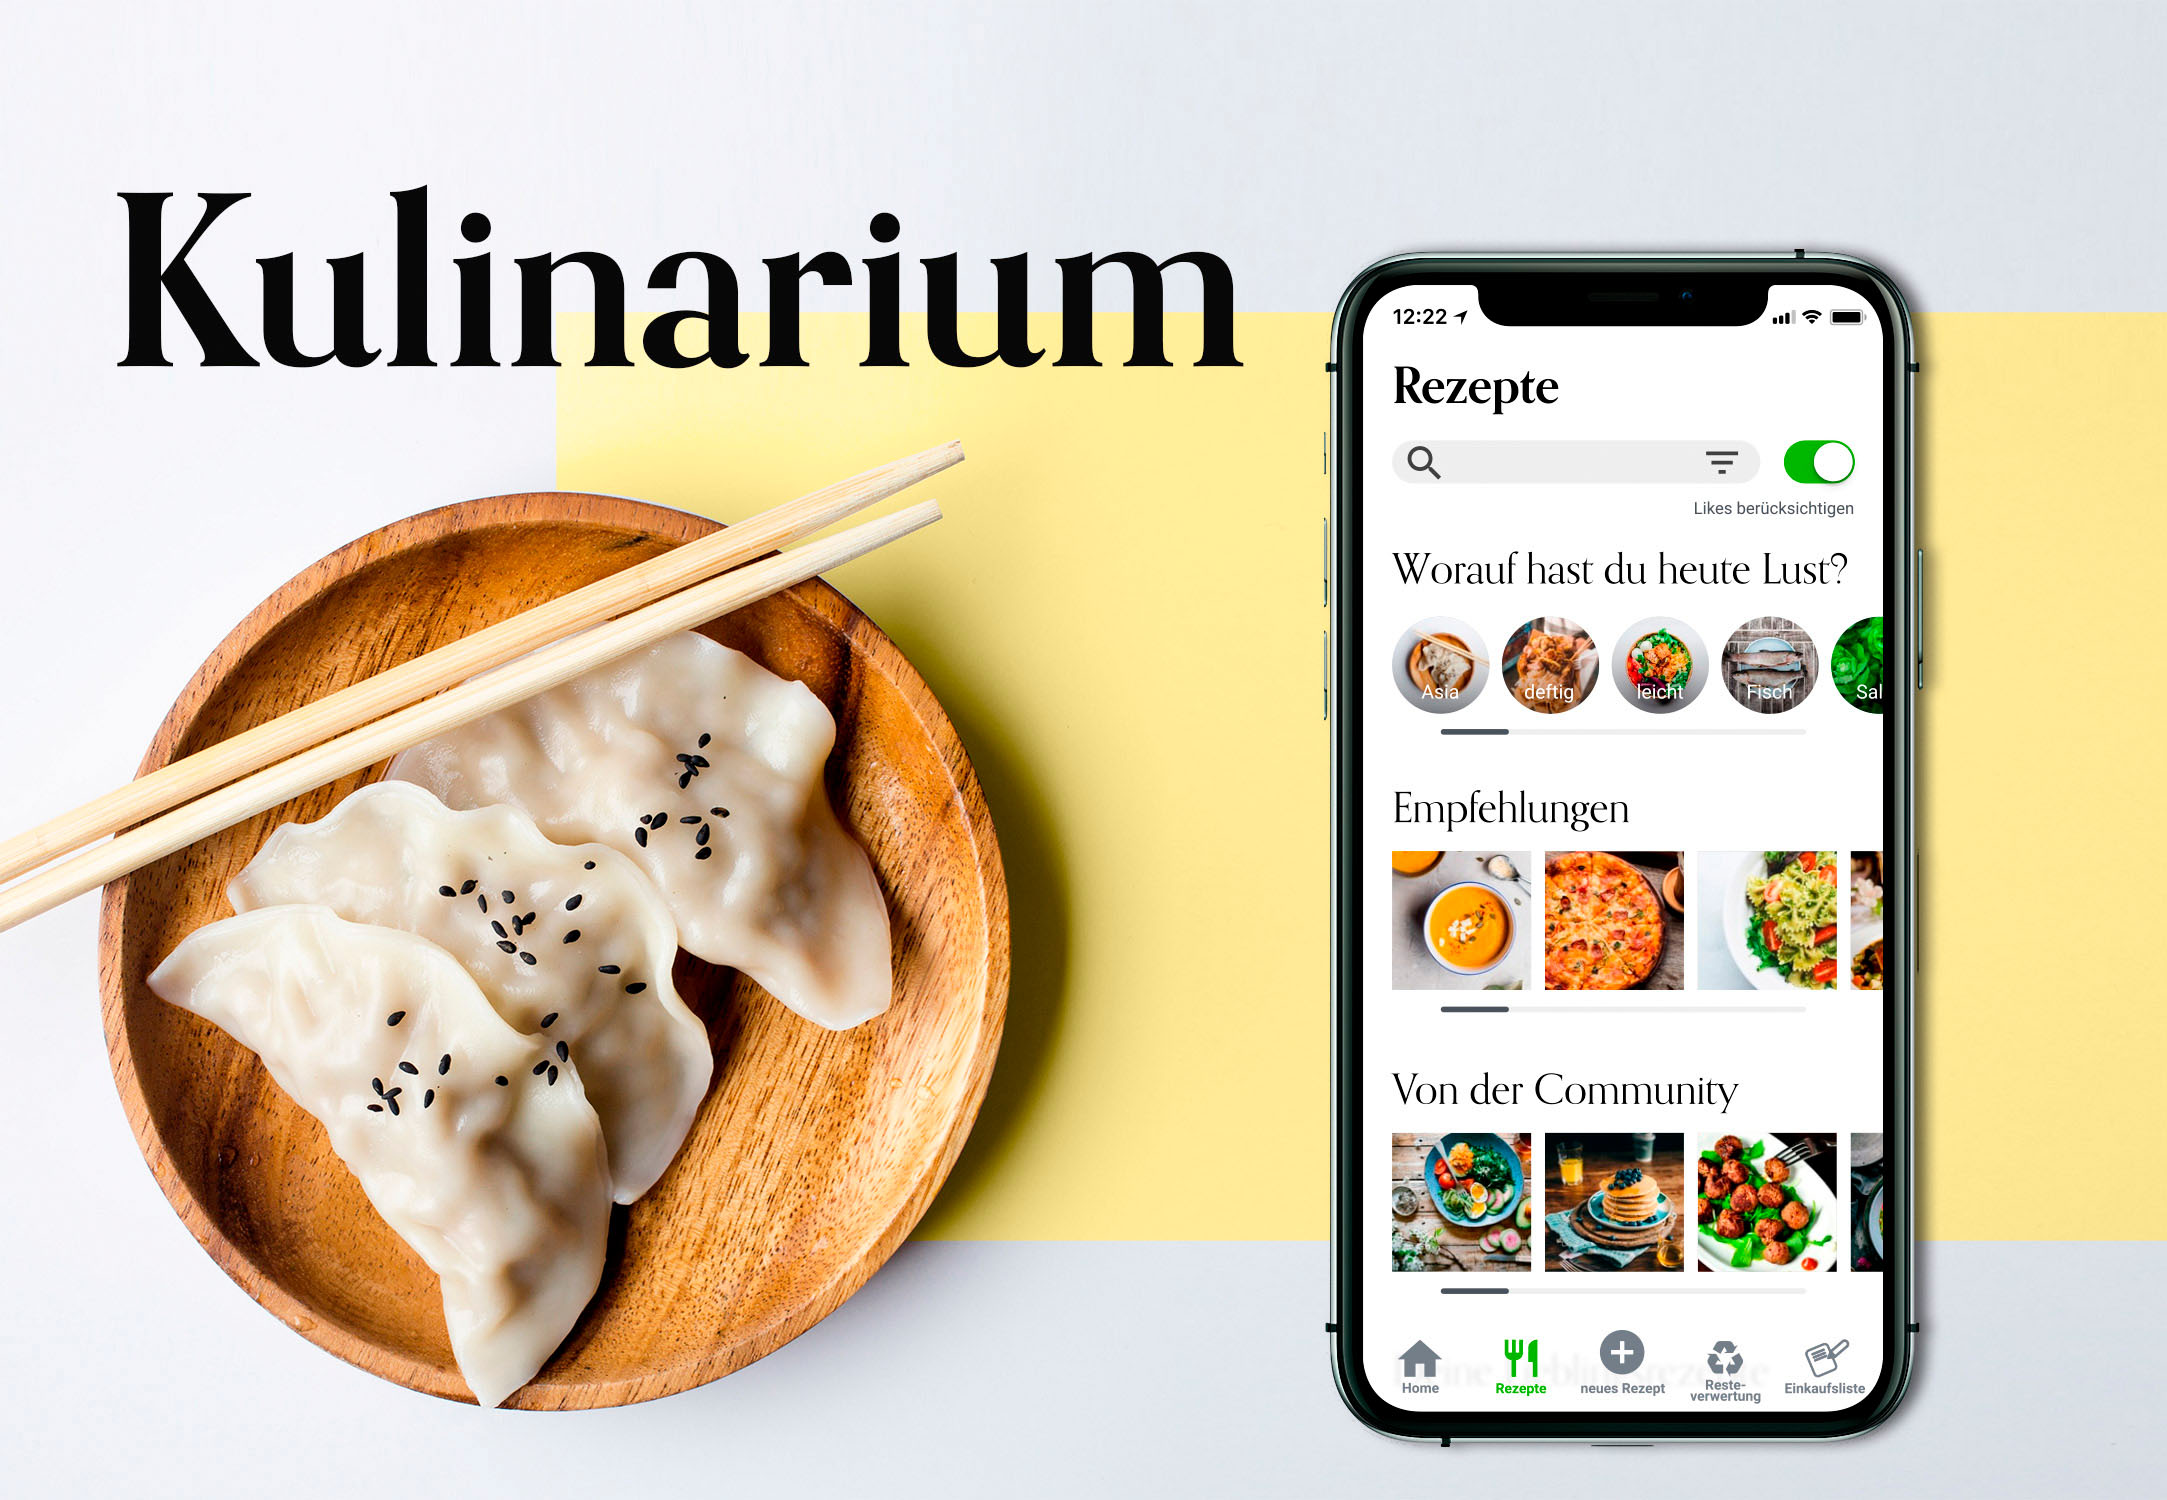 Kulinarium
12:22
Rezepte
Likes berücksichtigen
Worauf hast du heute Lust?
Asia
deftig
leicht
Fisch
Sal
Empfehlungen
Von der Community
Home
Rezepte
neues Rezept
Reste-
verwertung
Einkaufsliste